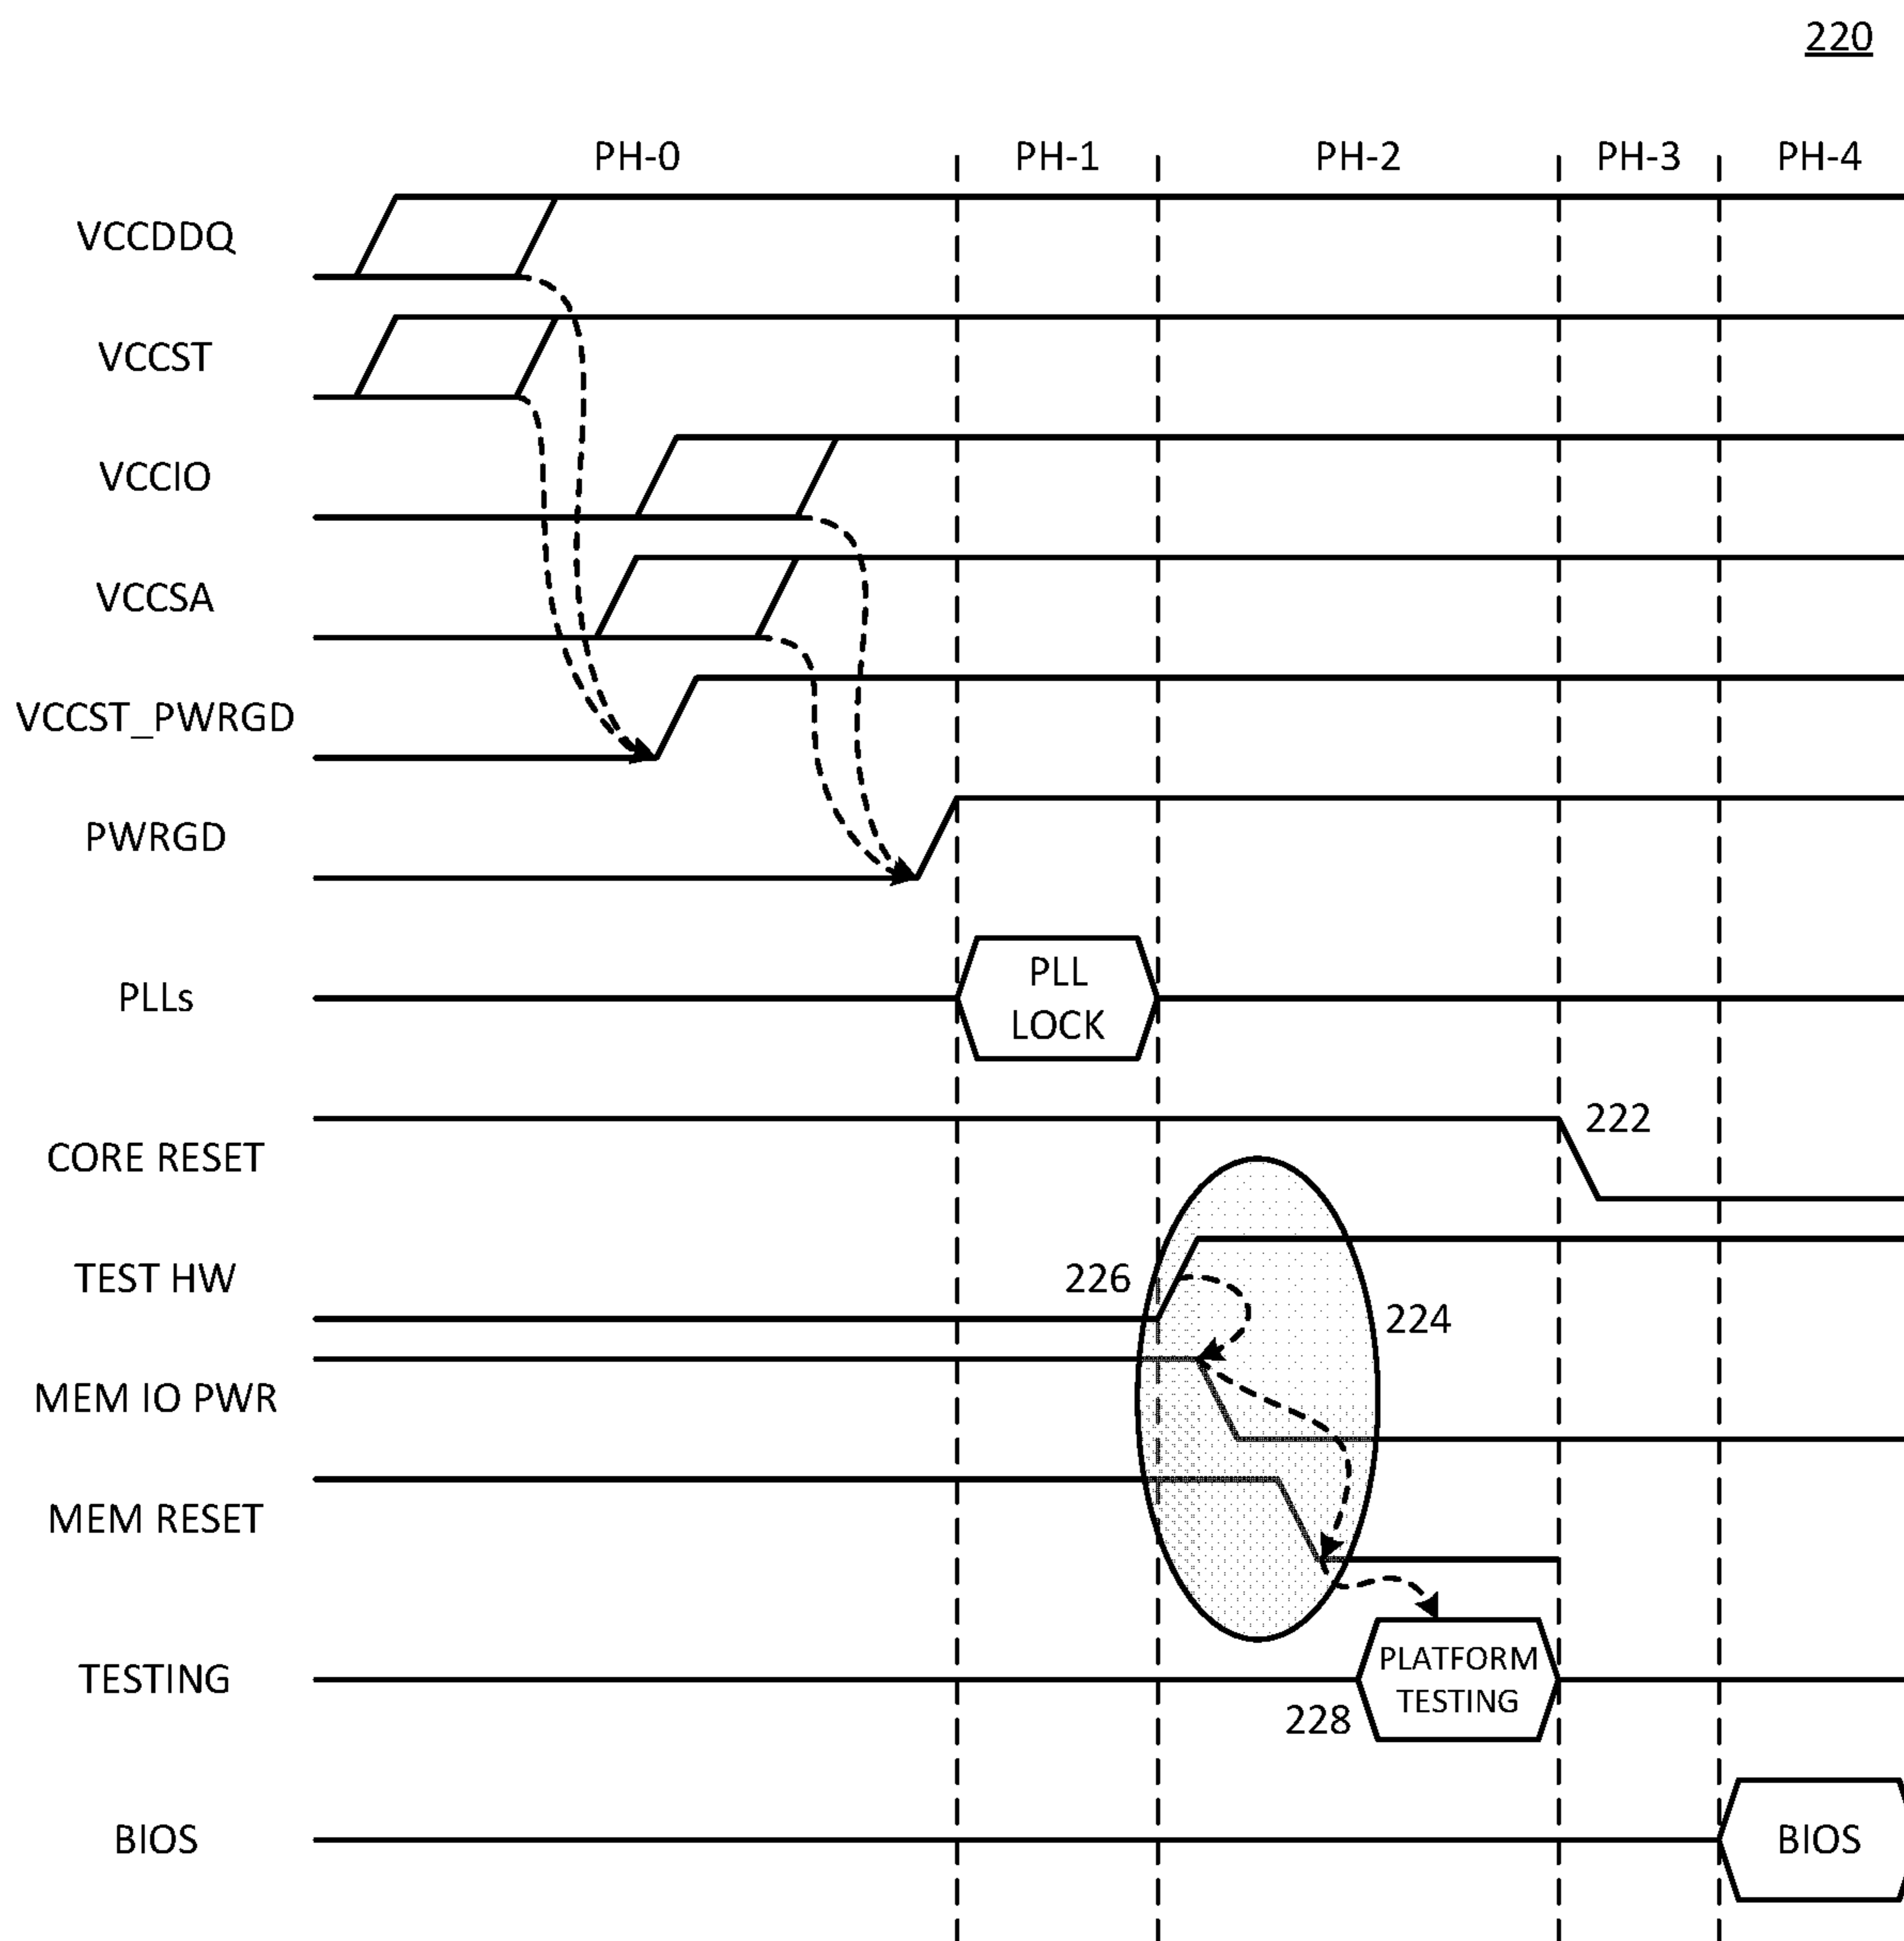 220
PH-0 PH-1 PH-2 PH-3 PH-4
VCCDDQ
VCCST
VCCIO
VCCSA
VCCST_PWRGD
PWRGD
PLLs
PLL
LOCK
CORE RESET
222
TEST HW
226
224
MEM IO PWR
MEM RESET
TESTING
PLATFORM
TESTING
228
BIOS
BIOS